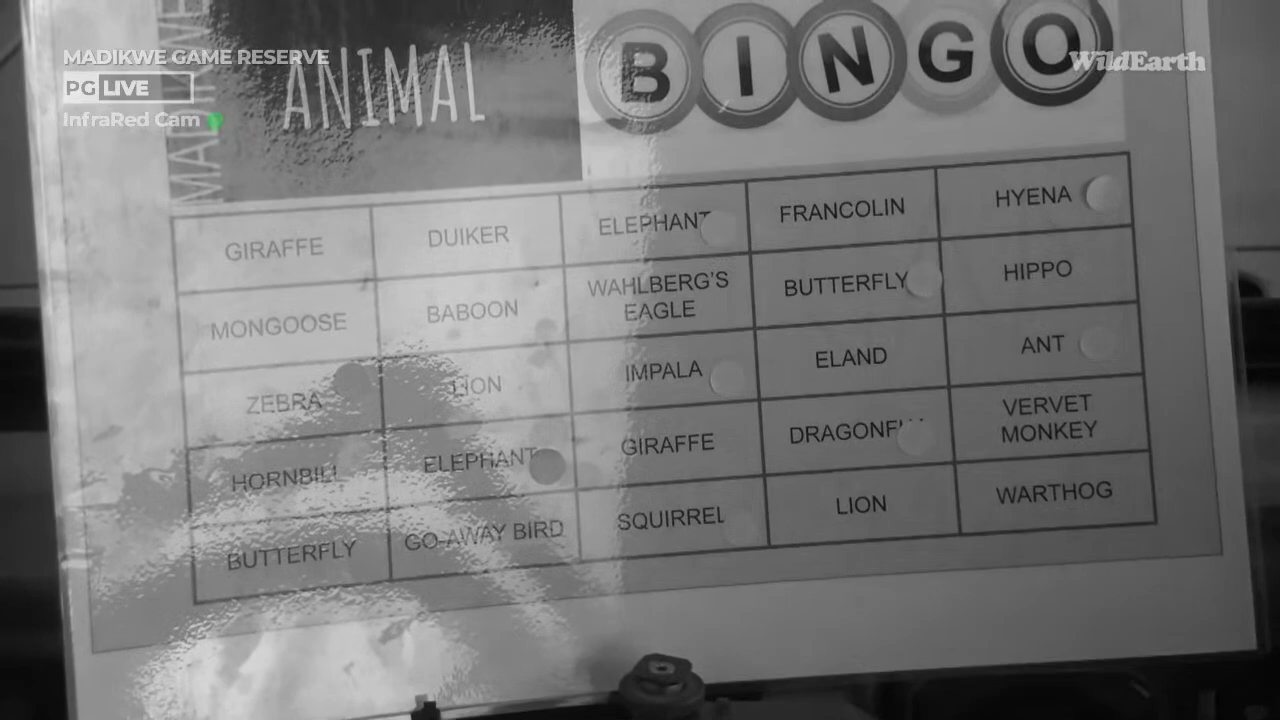 MADIKWE GAME RESERVE
PG LIVE
InfraRed Cam
WildEarth
ANIMAL
BINGO
GIRAFFE DUIKER ELEPHANT FRANCOLIN HYENA
MONGOOSE BABOON WAHLBERG'S EAGLE BUTTERFLY HIPPO
ZEBRA LION IMPALA ELAND ANT
HORNBILL ELEPHANT GIRAFFE VERVET MONKEY
BUTTERFLY GO-AWAY BIRD SQUIRREL LION WARTHOG